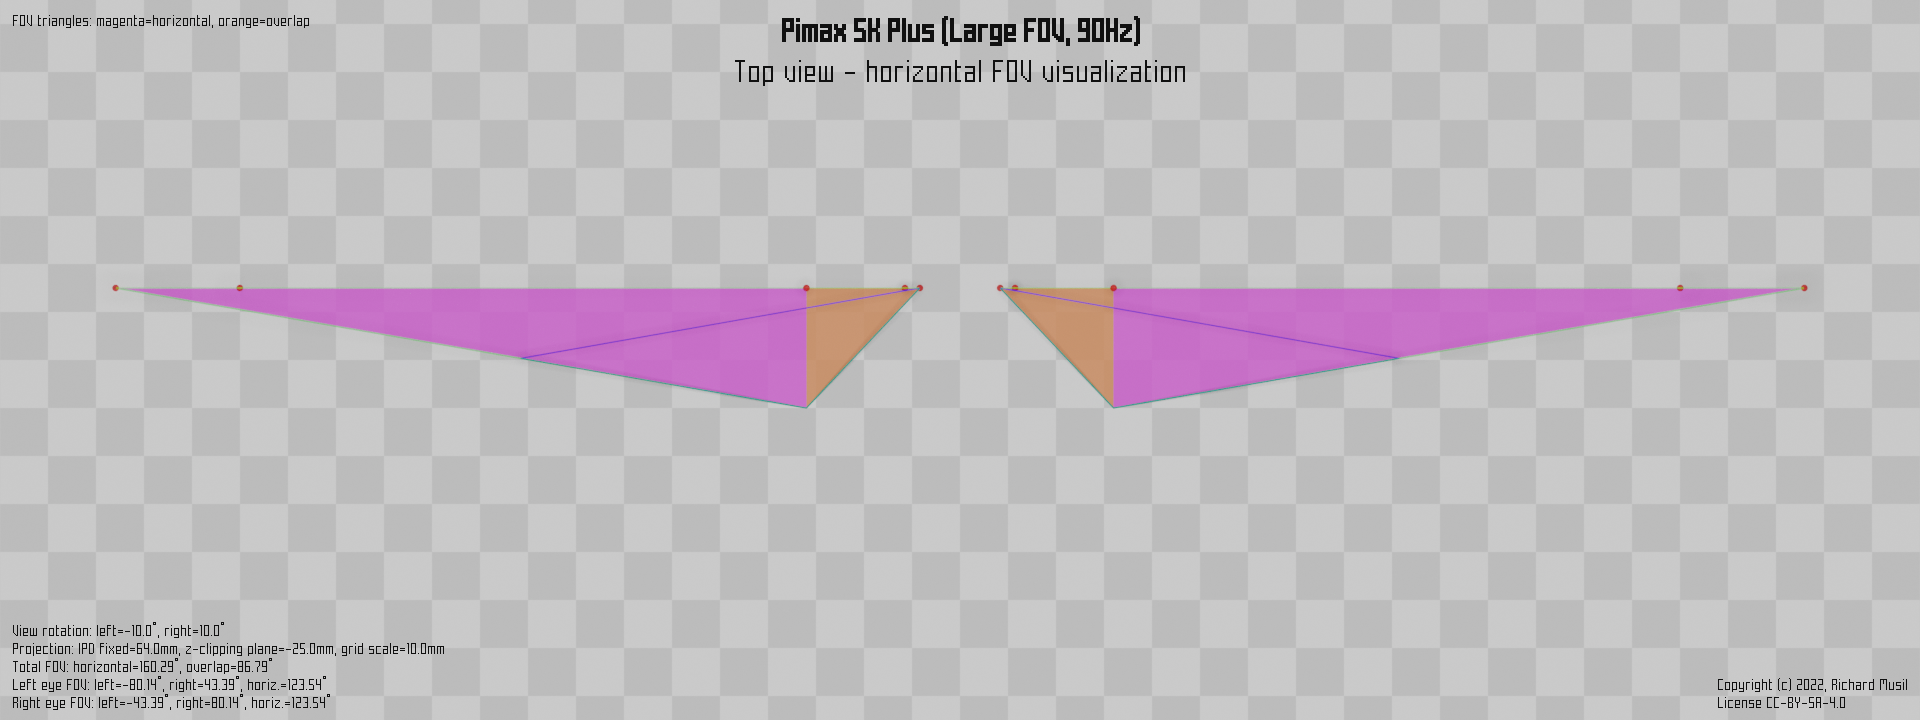 FOV triangles: magenta=horizontal, orange=overlap
Pimax 5K Plus (Large FOV, 90Hz)
Top view - horizontal FOV visualization
View rotation: left=-10.0°, right=10.0°
Projection: IPD fixed=64.0mm, z-clipping plane=-25.0mm, grid scale=10.0mm
Total FOV: horizontal=160.29°, overlap=86.79°
Left eye FOV: left=-80.14°, right=43.39°, horiz.=123.54°
Right eye FOV: left=-43.39°, right=80.14°, horiz.=123.54°
Copyright (c) 2022, Richard Musil
License CC-BY-SA-4.0